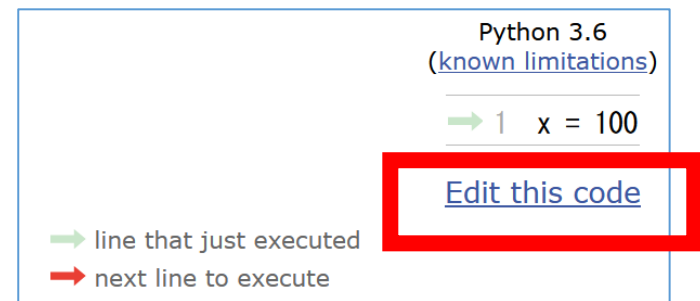 Python 3.6
(known limitations)
1 x = 100
Edit this code
line that just executed
next line to execute